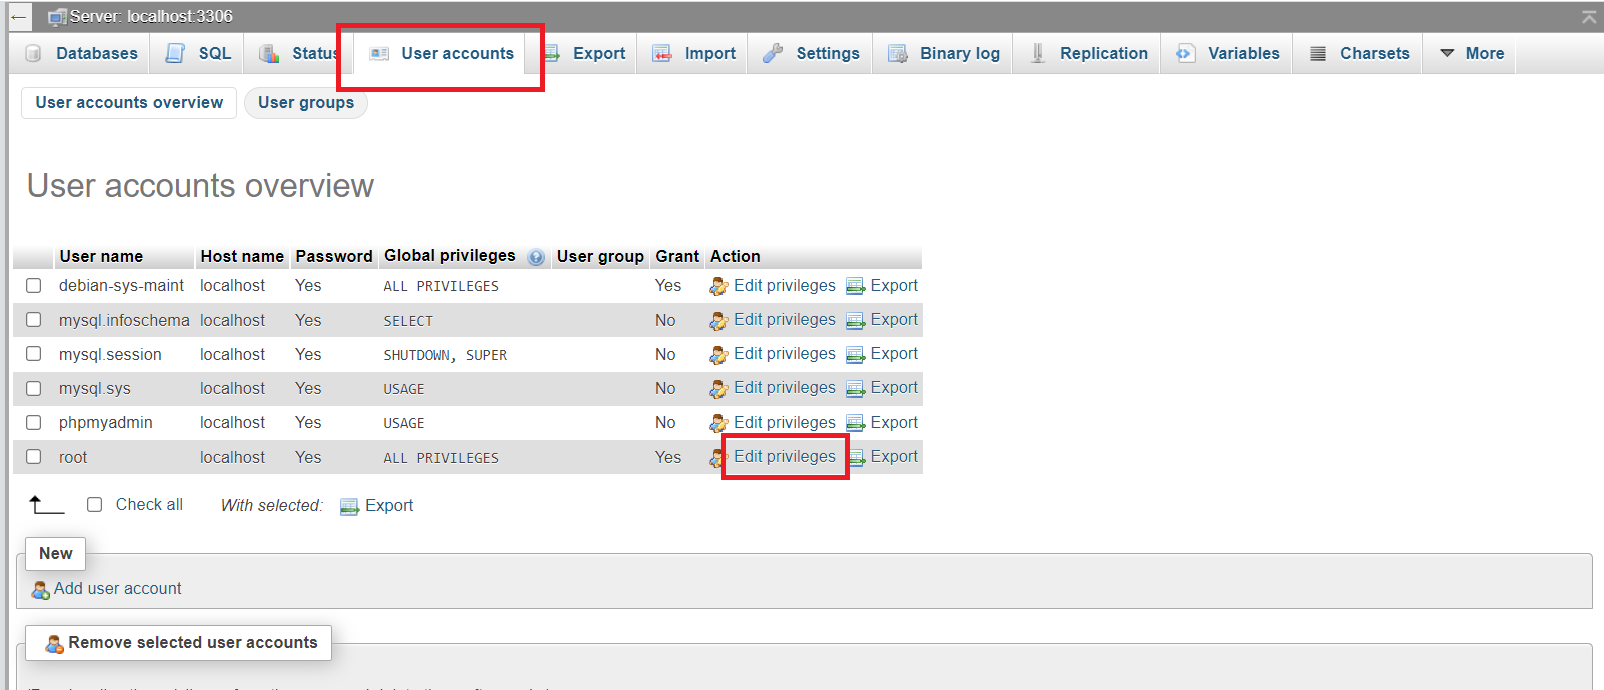 Server: localhost:3306
Databases SQL Status User accounts Export Import Settings Binary log Replication Variables Charsets More
User accounts overview User groups
User accounts overview
User name Host name Password Global privileges User group Grant Action
debian-sys-maint localhost Yes ALL PRIVILEGES Yes Edit privileges Export
mysql.infoschema localhost Yes SELECT No Edit privileges Export
mysql.session localhost Yes SHUTDOWN, SUPER No Edit privileges Export
mysql.sys localhost Yes USAGE No Edit privileges Export
phpmyadmin localhost Yes USAGE No Edit privileges Export
root localhost Yes ALL PRIVILEGES Yes Edit privileges Export
Check all With selected: Export
New
Add user account
Remove selected user accounts